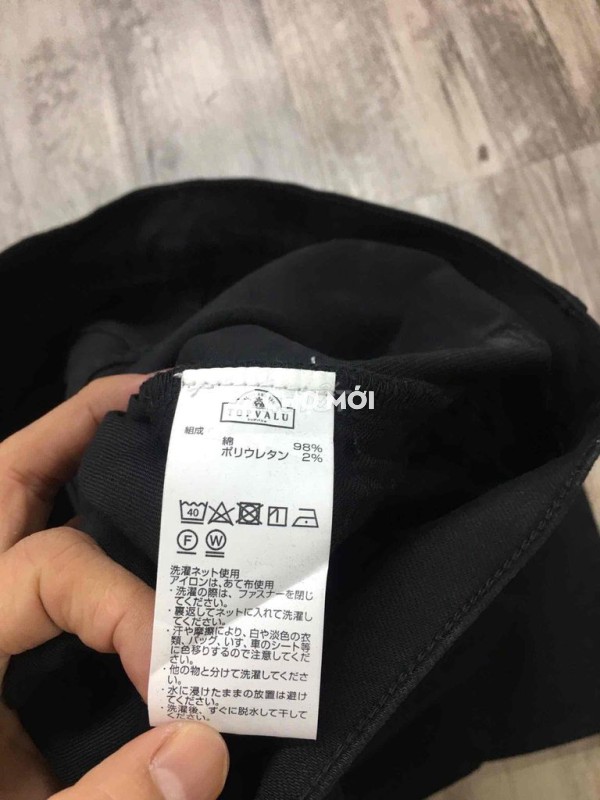 MỚI
TOPVALU
組成
綿 98%
ポリウレタン 2%
40
F W
洗濯ネット使用
アイロンは、あて布使用
・洗濯の際は、ファスナーを閉じ
てください。
・裏返してネットに入れて洗濯し
てください。
・汗や摩擦により、白や淡色の衣
類、バッグ、いす、車のシート等
に色移りするので注意してくだ
さい。
・他の物と分けて洗濯してくださ
い。
・水に浸けたままの放置は避け
てください。
・洗濯後、すぐに脱水して干して
ください。